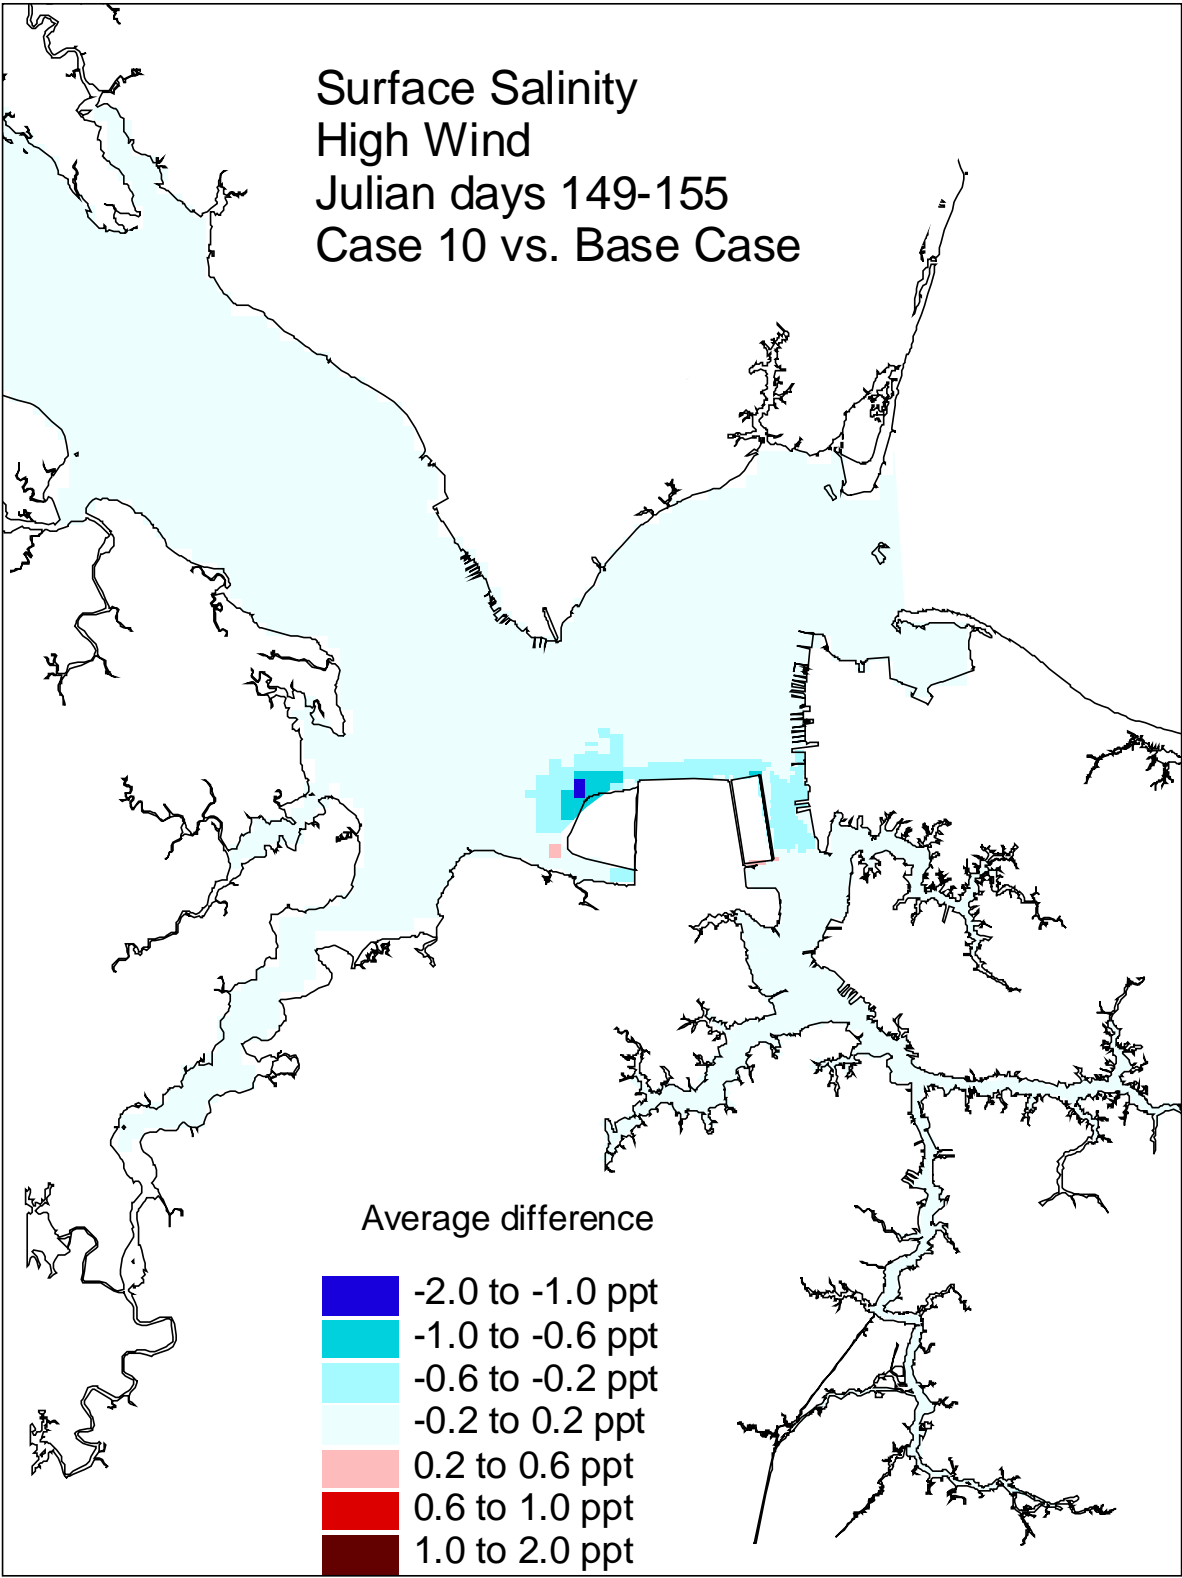 Surface Salinity
High Wind
Julian days 149-155
Case 10 vs. Base Case
Average difference
-2.0 to -1.0 ppt
-1.0 to -0.6 ppt
-0.6 to -0.2 ppt
-0.2 to 0.2 ppt
0.2 to 0.6 ppt
0.6 to 1.0 ppt
1.0 to 2.0 ppt